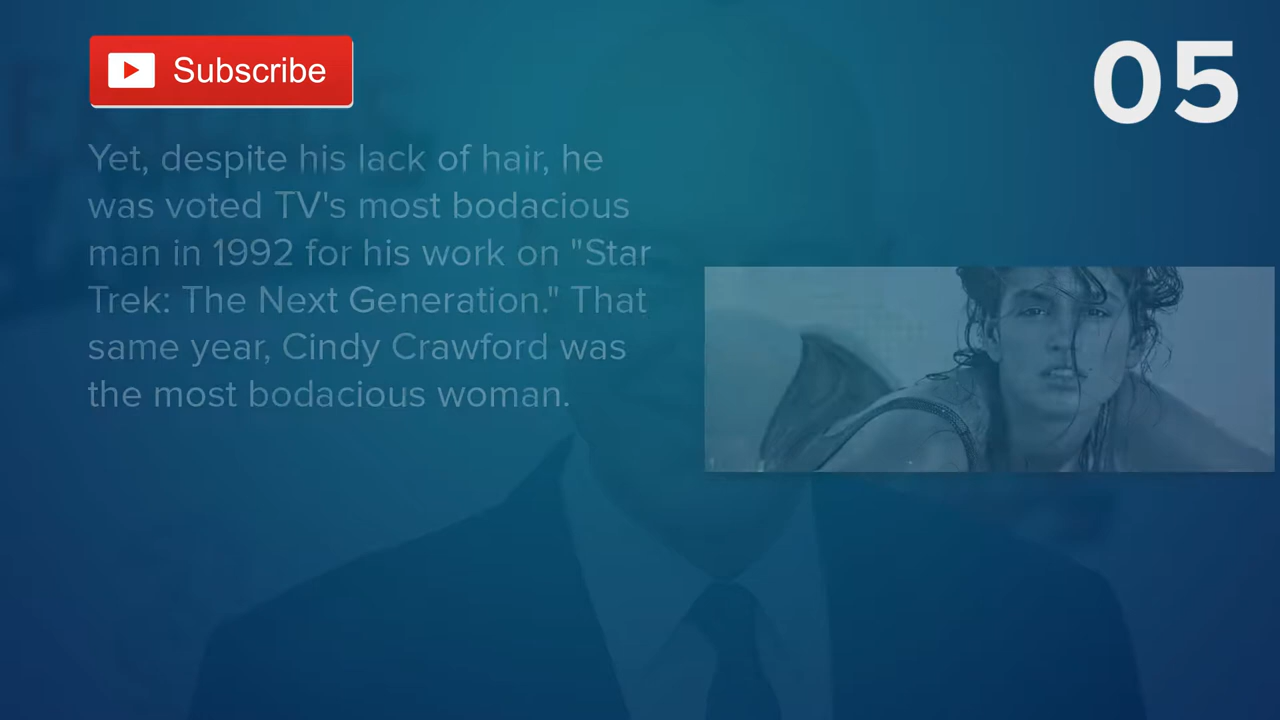 Subscribe
05
Yet, despite his lack of hair, he
was voted TV's most bodacious
man in 1992 for his work on "Star
Trek: The Next Generation." That
same year, Cindy Crawford was
the most bodacious woman.